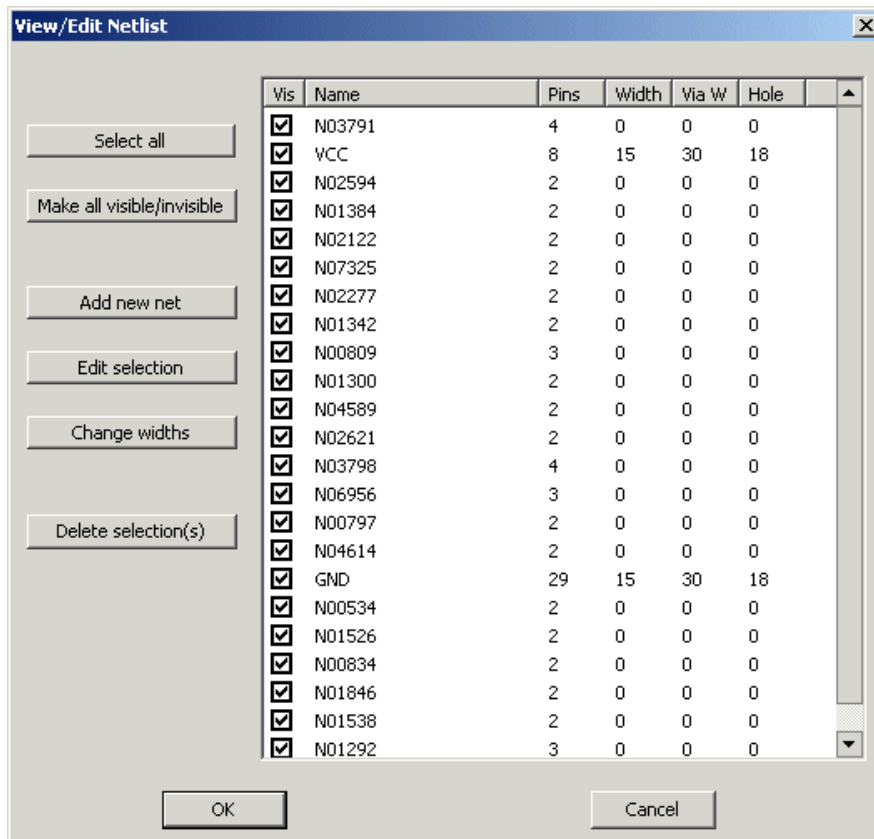 View/Edit Netlist
Vis Name Pins Width Via W Hole
Select all
Make all visible/invisible
Add new net
Edit selection
Change widths
Delete selection(s)
N03791 4 0 0 0
VCC 8 15 30 18
N02594 2 0 0 0
N01384 2 0 0 0
N02122 2 0 0 0
N07325 2 0 0 0
N02277 2 0 0 0
N01342 2 0 0 0
N00809 3 0 0 0
N01300 2 0 0 0
N04589 2 0 0 0
N02621 2 0 0 0
N03798 4 0 0 0
N06956 3 0 0 0
N00797 2 0 0 0
N04614 2 0 0 0
GND 29 15 30 18
N00534 2 0 0 0
N01526 2 0 0 0
N00834 2 0 0 0
N01846 2 0 0 0
N01538 2 0 0 0
N01292 3 0 0 0
OK
Cancel